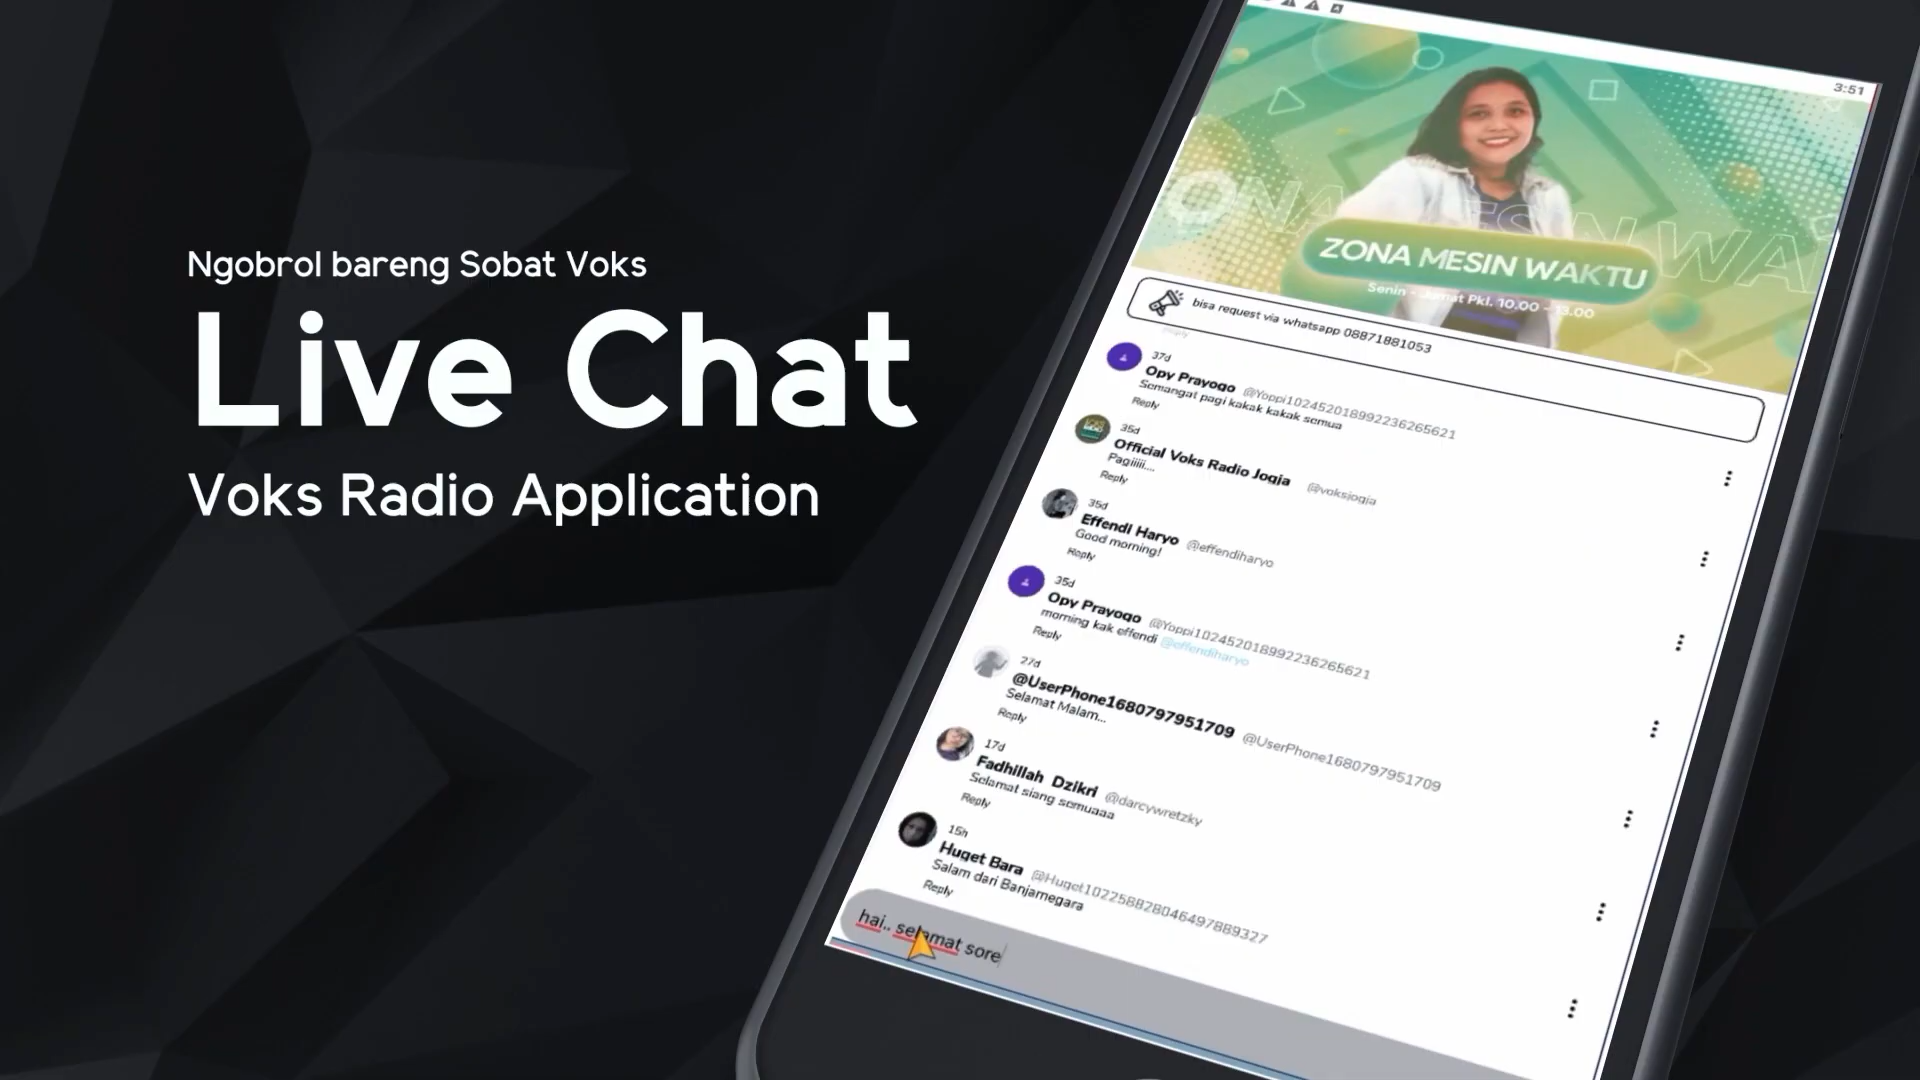 Ngobrol bareng Sobat Voks
Live Chat
Voks Radio Application
3:51
ZONA MESIN WAKTU
Senin - Jumat Pkl. 10.00 - 13.00
bisa request via whatsapp 08871881053
Reply
37d
Opy Prayogo @Yoppi102452018992236265621
Semangat pagi kakak kakak semua
Reply
35d
Official Voks Radio Jogja @voksjogja
Pagiiiii....
Reply
35d
Effendi Haryo @effendiharyo
Good morning!
Reply
35d
Opy Prayogo @Yoppi102452018992236265621
morning kak effendi @effendiharyo
Reply
27d
@UserPhone1680797951709 @UserPhone1680797951709
Selamat Malam...
Reply
17d
Fadhillah Dzikri @darcywretzky
Selamat siang semuaaa
Reply
15h
Huget Bara @Huget10225882804649788​9327
Salam dari Banjarnegara
Reply
hai.. selamat sore